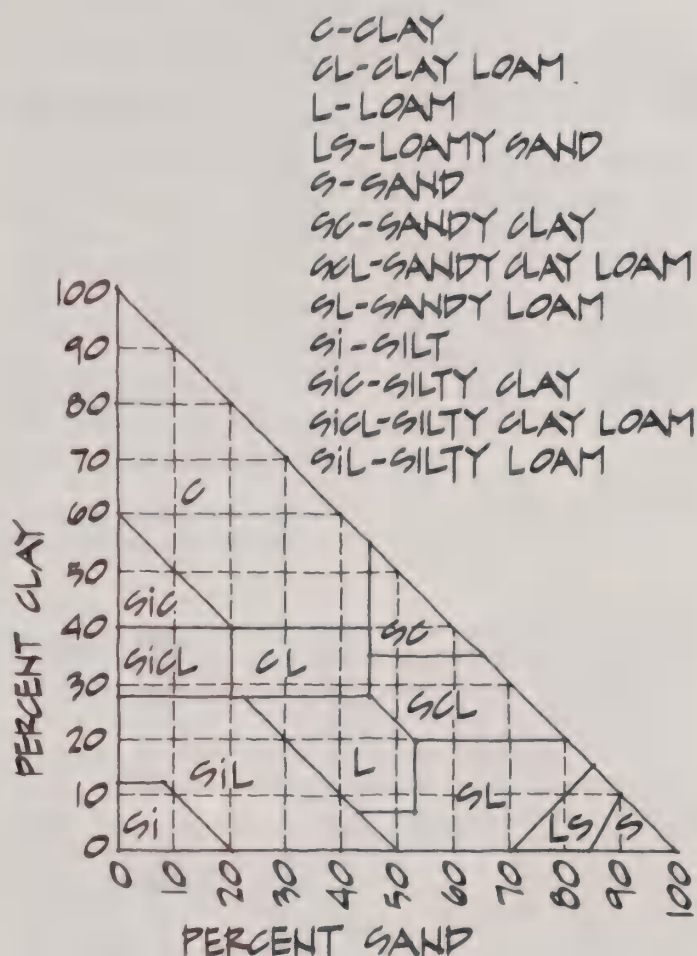 C-CLAY
CL-CLAY LOAM
L-LOAM
LS-LOAMY SAND
S-SAND
SC-SANDY CLAY
SCL-SANDY CLAY LOAM
SL-SANDY LOAM
Si-SILT
SiC-SILTY CLAY
SiCL-SILTY CLAY LOAM
SiL-SILTY LOAM
100
90
80
70
60
50
40
30
20
10
0
PERCENT CLAY
C
SiC
SC
SiCL
CL
SCL
SiL
L
SL
Si
LS
S
0 10 20 30 40 50 60 70 80 90 100
PERCENT SAND